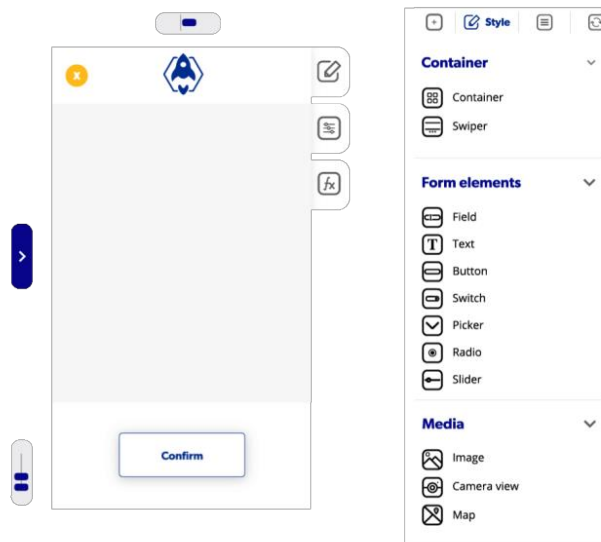 x
Confirm
fx
Style
Container
Container
Swiper
Form elements
Field
T Text
Button
Switch
Picker
Radio
Slider
Media
Image
Camera view
Map